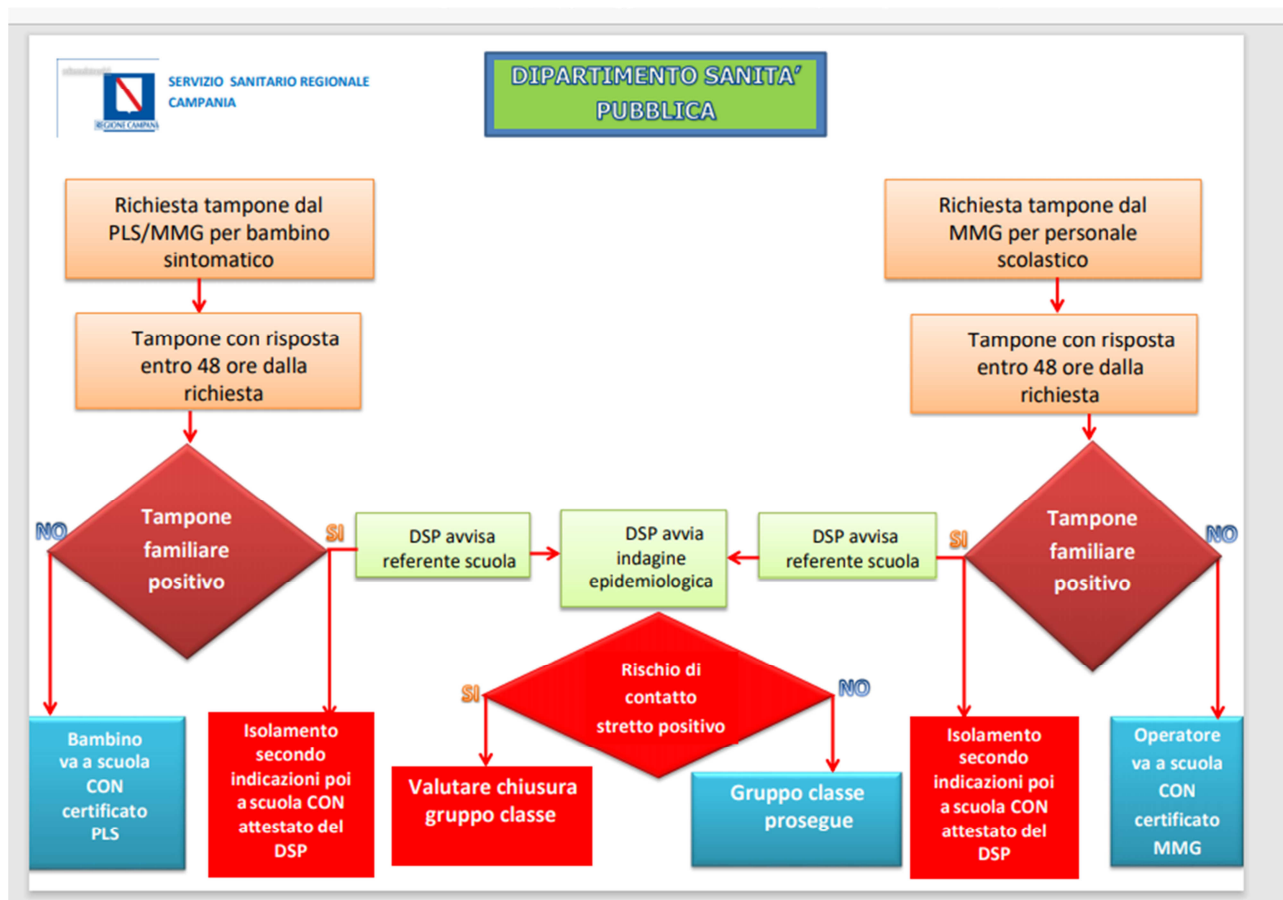 SERVIZIO SANITARIO REGIONALE
CAMPANIA
REGIONE CAMPAN
DIPARTIMENTO SANITA’
PUBBLICA
Richiesta tampone dal
PLS/MMG per bambino
sintomatico
Richiesta tampone dal
MMG per personale
scolastico
Tampone con risposta
entro 48 ore dalla
richiesta
Tampone con risposta
entro 48 ore dalla
richiesta
NO
Tampone
familiare
positivo
SI
DSP avvisa
referente scuola
DSP avvia
indagine
epidemiologica
DSP avvisa
referente scuola
SI
Tampone
familiare
positivo
NO
SI
Rischio di
contatto
stretto positivo
NO
Bambino
va a scuola
CON
certificato
PLS
Isolamento
secondo
indicazioni poi
a scuola CON
attestato del
DSP
Valutare chiusura
gruppo classe
Gruppo classe
prosegue
Isolamento
secondo
indicazioni poi
a scuola CON
attestato del
DSP
Operatore
va a scuola
CON
certificato
MMG